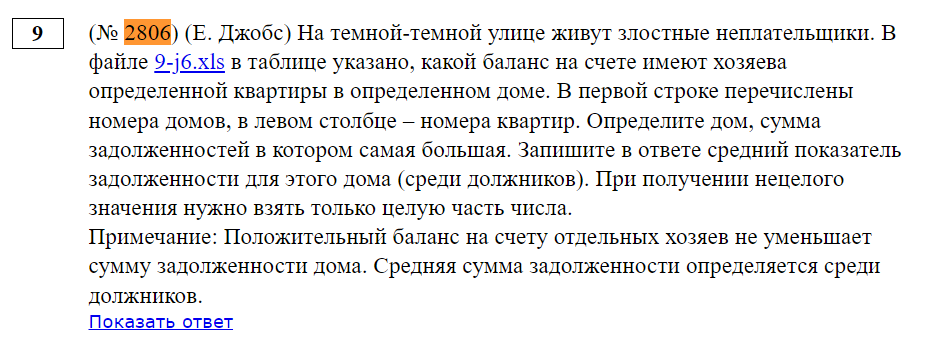 9
(№ 2806) (Е. Джобс) На темной-темной улице живут злостные неплательщики. В
файле 9-j6.xls в таблице указано, какой баланс на счете имеют хозяева
определенной квартиры в определенном доме. В первой строке перечислены
номера домов, в левом столбце – номера квартир. Определите дом, сумма
задолженностей в котором самая большая. Запишите в ответе средний показатель
задолженности для этого дома (среди должников). При получении нецелого
значения нужно взять только целую часть числа.
Примечание: Положительный баланс на счету отдельных хозяев не уменьшает
сумму задолженности дома. Средняя сумма задолженности определяется среди
должников.
Показать ответ